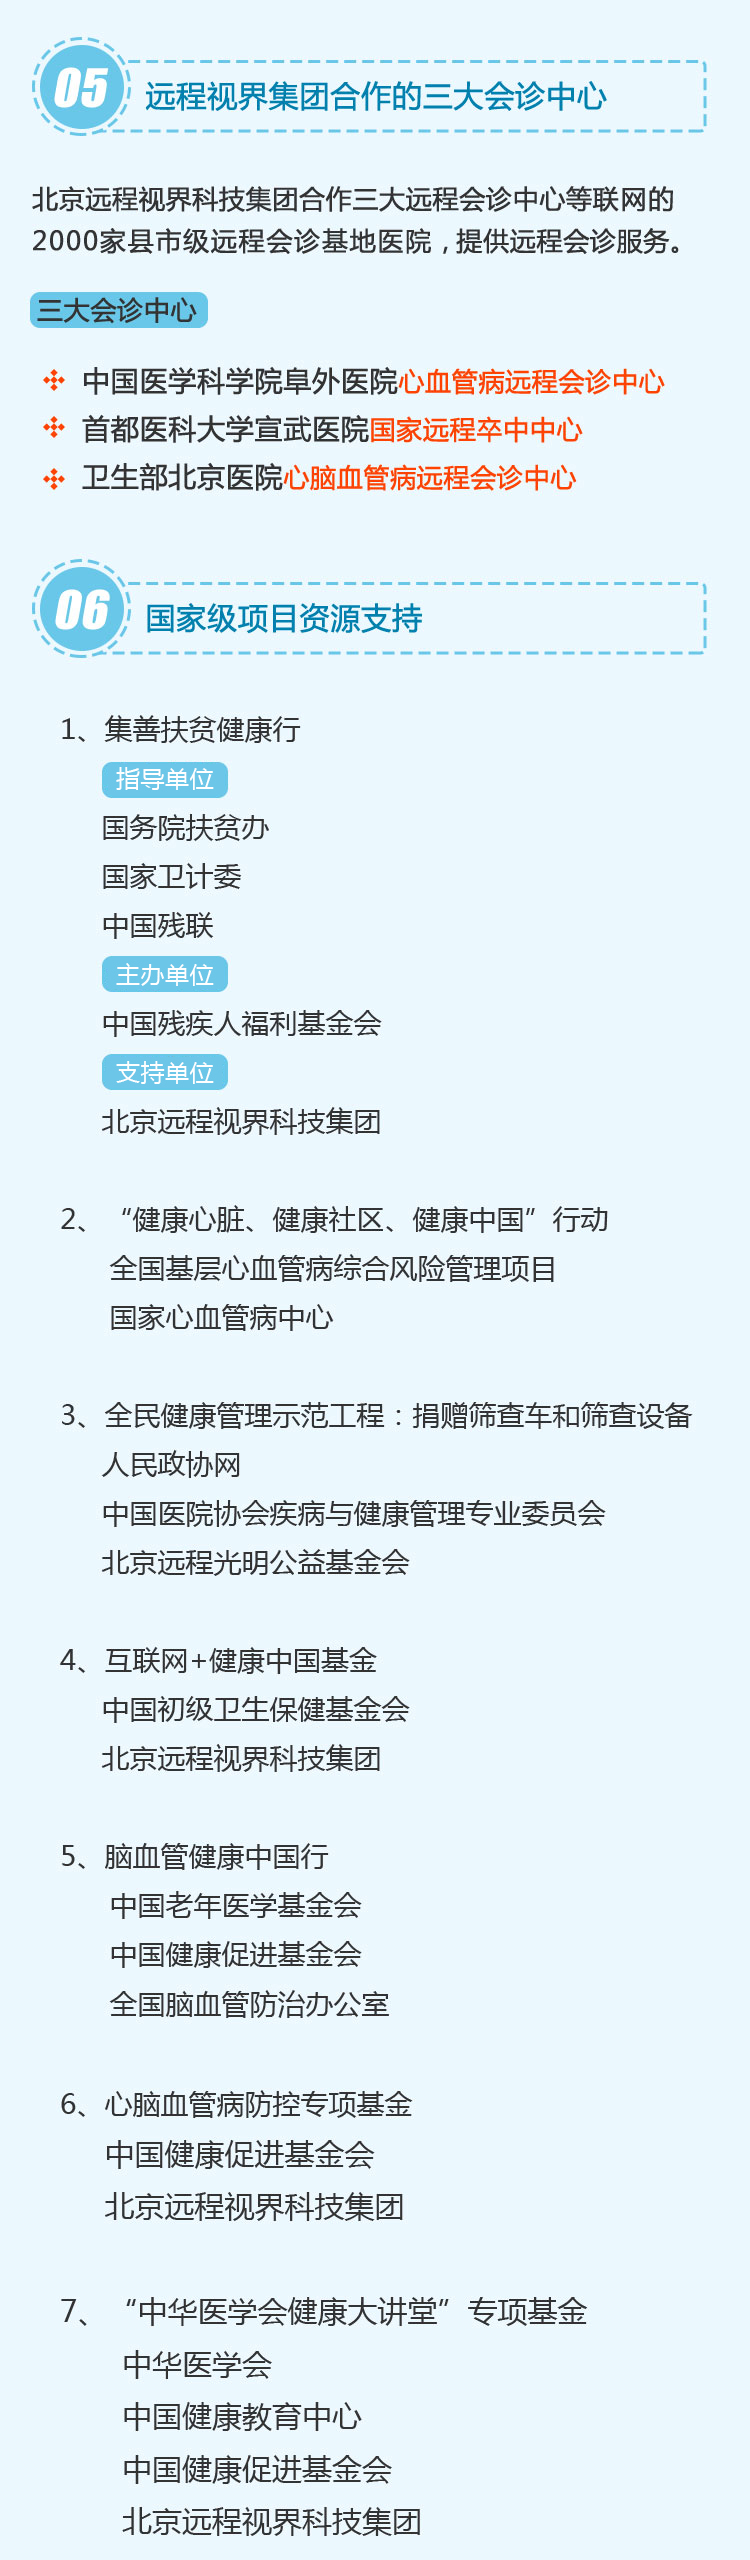 05
远程视界集团合作的三大会诊中心
北京远程视界科技集团合作三大远程会诊中心等联网的
2000家县市级远程会诊基地医院，提供远程会诊服务。
三大会诊中心
中国医学科学院阜外医院心血管病远程会诊中心
首都医科大学宣武医院国家远程卒中中心
卫生部北京医院心脑血管病远程会诊中心
06
国家级项目资源支持
1、集善扶贫健康行
指导单位
国务院扶贫办
国家卫计委
中国残联
主办单位
中国残疾人福利基金会
支持单位
北京远程视界科技集团
2、“健康心脏、健康社区、健康中国”行动
全国基层心血管病综合风险管理项目
国家心血管病中心
3、全民健康管理示范工程：捐赠筛查车和筛查设备
人民政协网
中国医院协会疾病与健康管理专业委员会
北京远程光明公益基金会
4、互联网+健康中国基金
中国初级卫生保健基金会
北京远程视界科技集团
5、脑血管健康中国行
中国老年医学基金会
中国健康促进基金会
全国脑血管防治办公室
6、心脑血管病防控专项基金
中国健康促进基金会
北京远程视界科技集团
7、“中华医学会健康大讲堂”专项基金
中华医学会
中国健康教育中心
中国健康促进基金会
北京远程视界科技集团